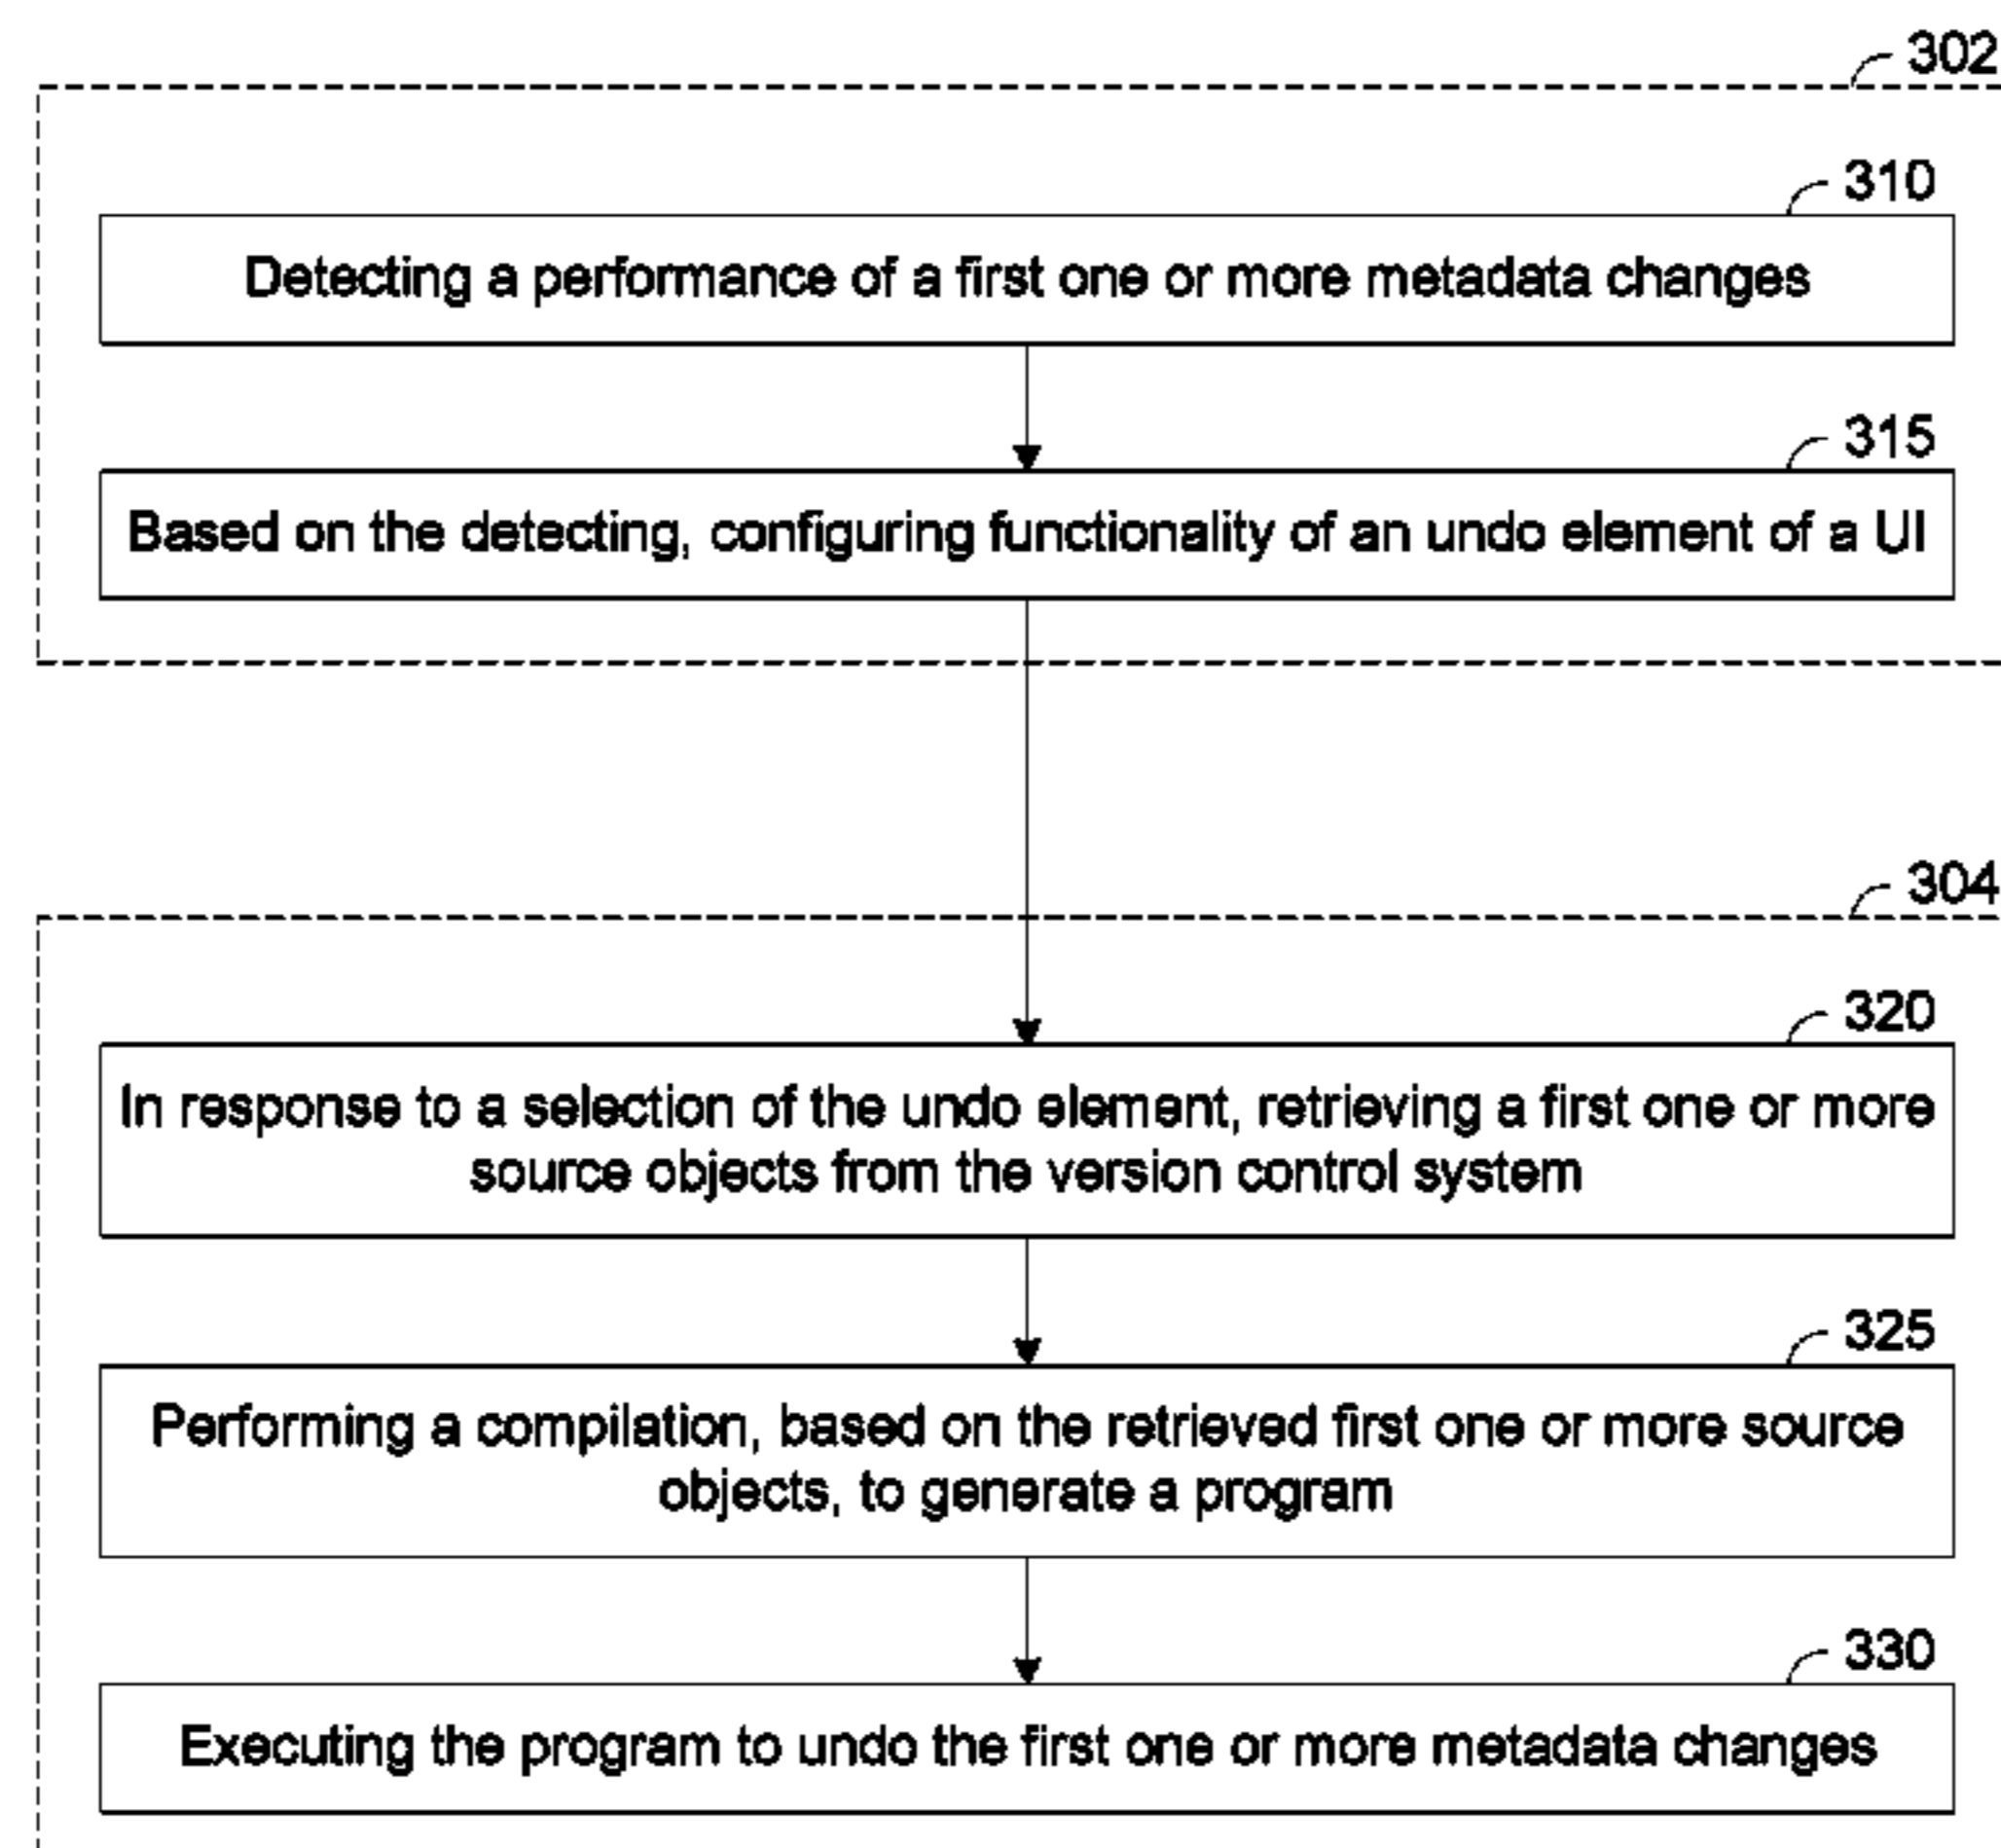 302
310
Detecting a performance of a first one or more metadata changes
315
Based on the detecting, configuring functionality of an undo element of a UI
304
320
In response to a selection of the undo element, retrieving a first one or more
source objects from the version control system
325
Performing a compilation, based on the retrieved first one or more source
objects, to generate a program
330
Executing the program to undo the first one or more metadata changes